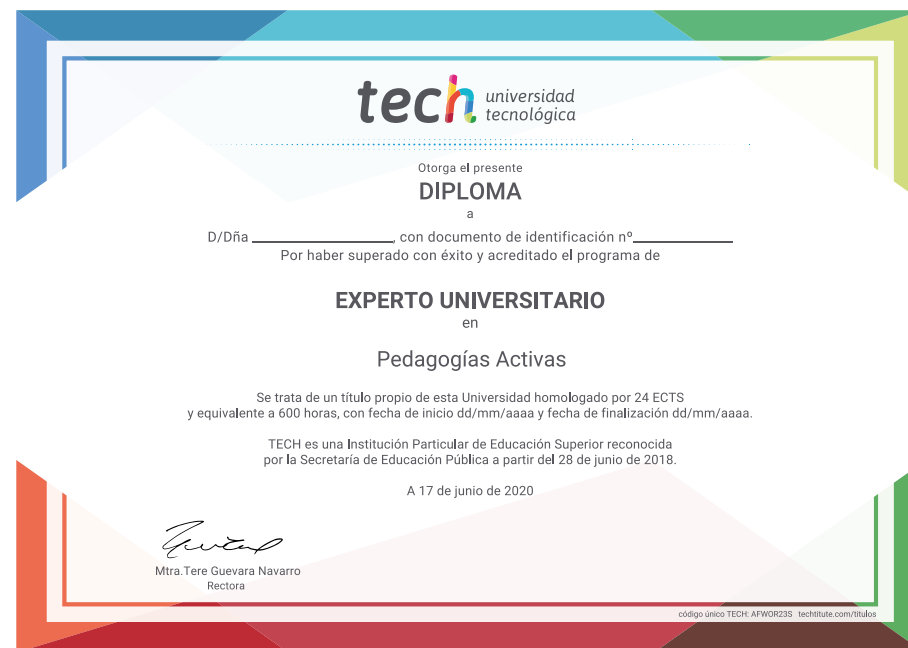 tech universidad
tecnológica
Otorga el presente
DIPLOMA
a
D/Dña ____________________, con documento de identificación nº______________
Por haber superado con éxito y acreditado el programa de
EXPERTO UNIVERSITARIO
en
Pedagogías Activas
Se trata de un título propio de esta Universidad homologado por 24 ECTS
y equivalente a 600 horas, con fecha de inicio dd/mm/aaaa y fecha de finalización dd/mm/aaaa.
TECH es una Institución Particular de Educación Superior reconocida
por la Secretaría de Educación Pública a partir del 28 de junio de 2018.
A 17 de junio de 2020
Mtra.Tere Guevara Navarro
Rectora
código único TECH: AFWOR23S techtitute.com/titulos